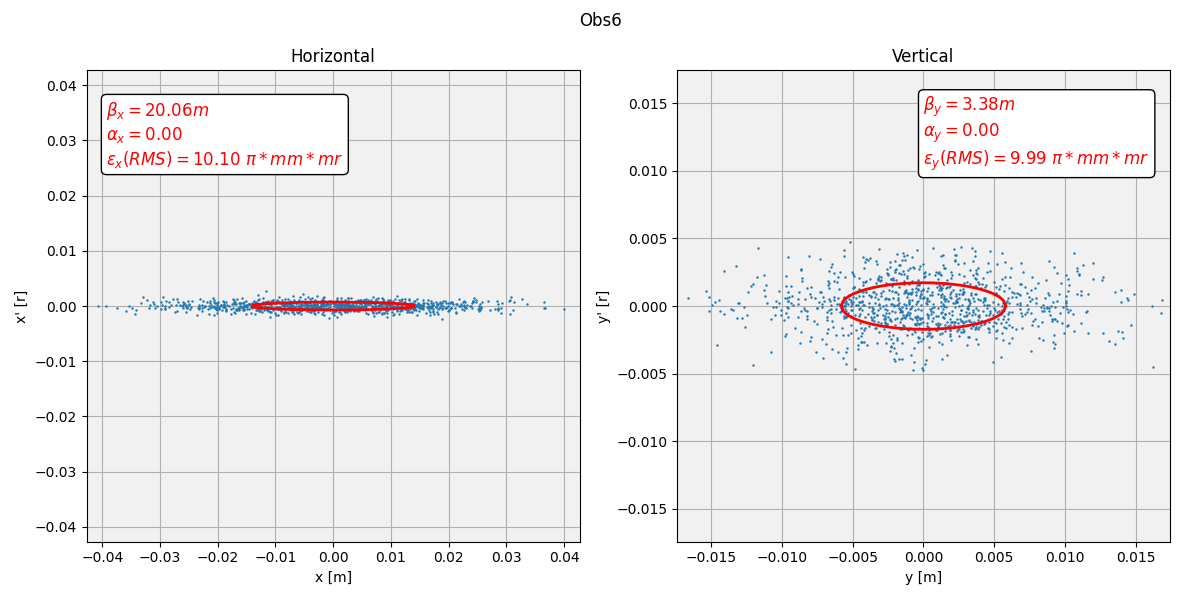 Obs6
Horizontal
βx = 20.06m
αx = 0.00
εx(RMS) = 10.10 π * mm * mr
0.04
0.03
0.02
0.01
0.00
−0.01
−0.02
−0.03
−0.04
x' [r]
−0.04 −0.03 −0.02 −0.01 0.00 0.01 0.02 0.03 0.04
x [m]
Vertical
βy = 3.38m
αy = 0.00
εy(RMS) = 9.99 π * mm * mr
0.015
0.010
0.005
0.000
−0.005
−0.010
−0.015
y' [r]
−0.015 −0.010 −0.005 0.000 0.005 0.010 0.015
y [m]